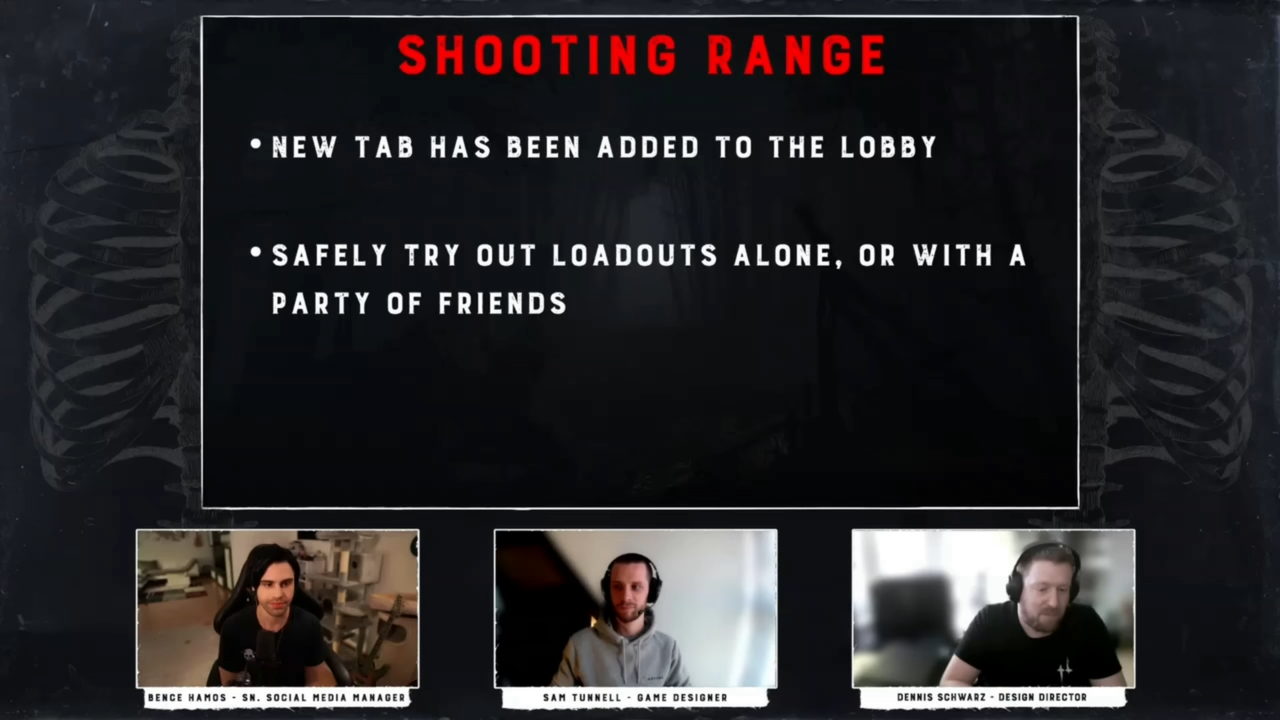 SHOOTING RANGE
• NEW TAB HAS BEEN ADDED TO THE LOBBY
• SAFELY TRY OUT LOADOUTS ALONE, OR WITH A
PARTY OF FRIENDS
BENCE HAMOS - SN. SOCIAL MEDIA MANAGER
SAM TUNNELL - GAME DESIGNER
DENNIS SCHWARZ - DESIGN DIRECTOR